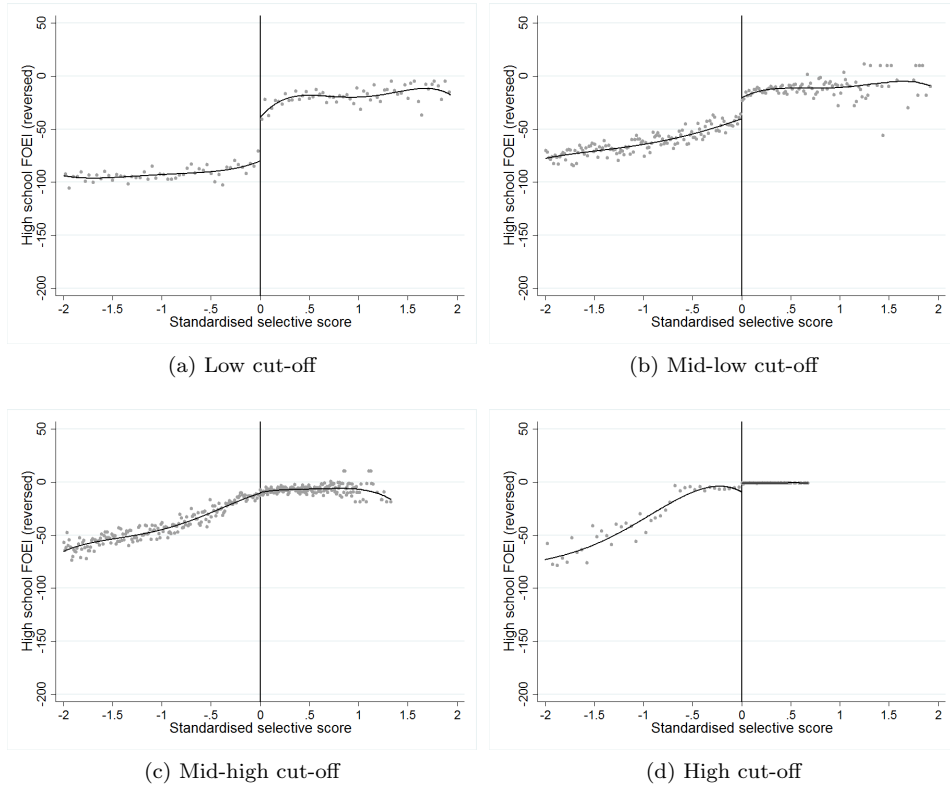 High school FOEI (reversed)
50
0
-50
-100
-150
-200
-2 -1.5 -1 -.5 0 .5 1 1.5 2
Standardised selective score
(a) Low cut-off
High school FOEI (reversed)
50
0
-50
-100
-150
-200
-2 -1.5 -1 -.5 0 .5 1 1.5 2
Standardised selective score
(b) Mid-low cut-off
High school FOEI (reversed)
50
0
-50
-100
-150
-200
-2 -1.5 -1 -.5 0 .5 1 1.5 2
Standardised selective score
(c) Mid-high cut-off
High school FOEI (reversed)
50
0
-50
-100
-150
-200
-2 -1.5 -1 -.5 0 .5 1 1.5 2
Standardised selective score
(d) High cut-off